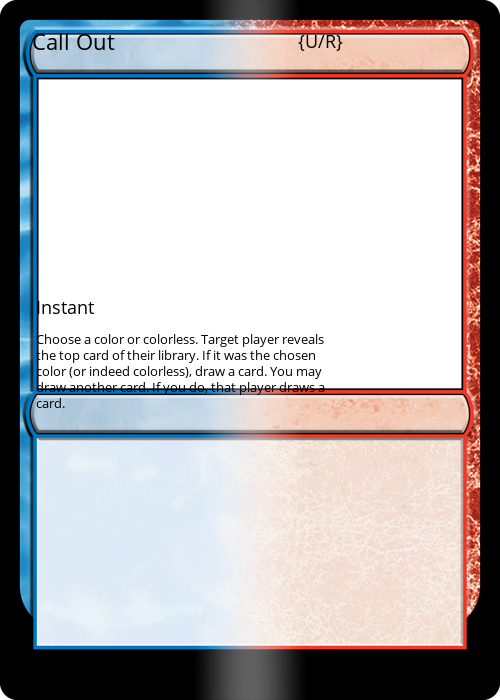 Call Out {U/R}
Instant
Choose a color or colorless. Target player reveals
the top card of their library. If it was the chosen
color (or indeed colorless), draw a card. You may
draw another card. If you do, that player draws a
card.